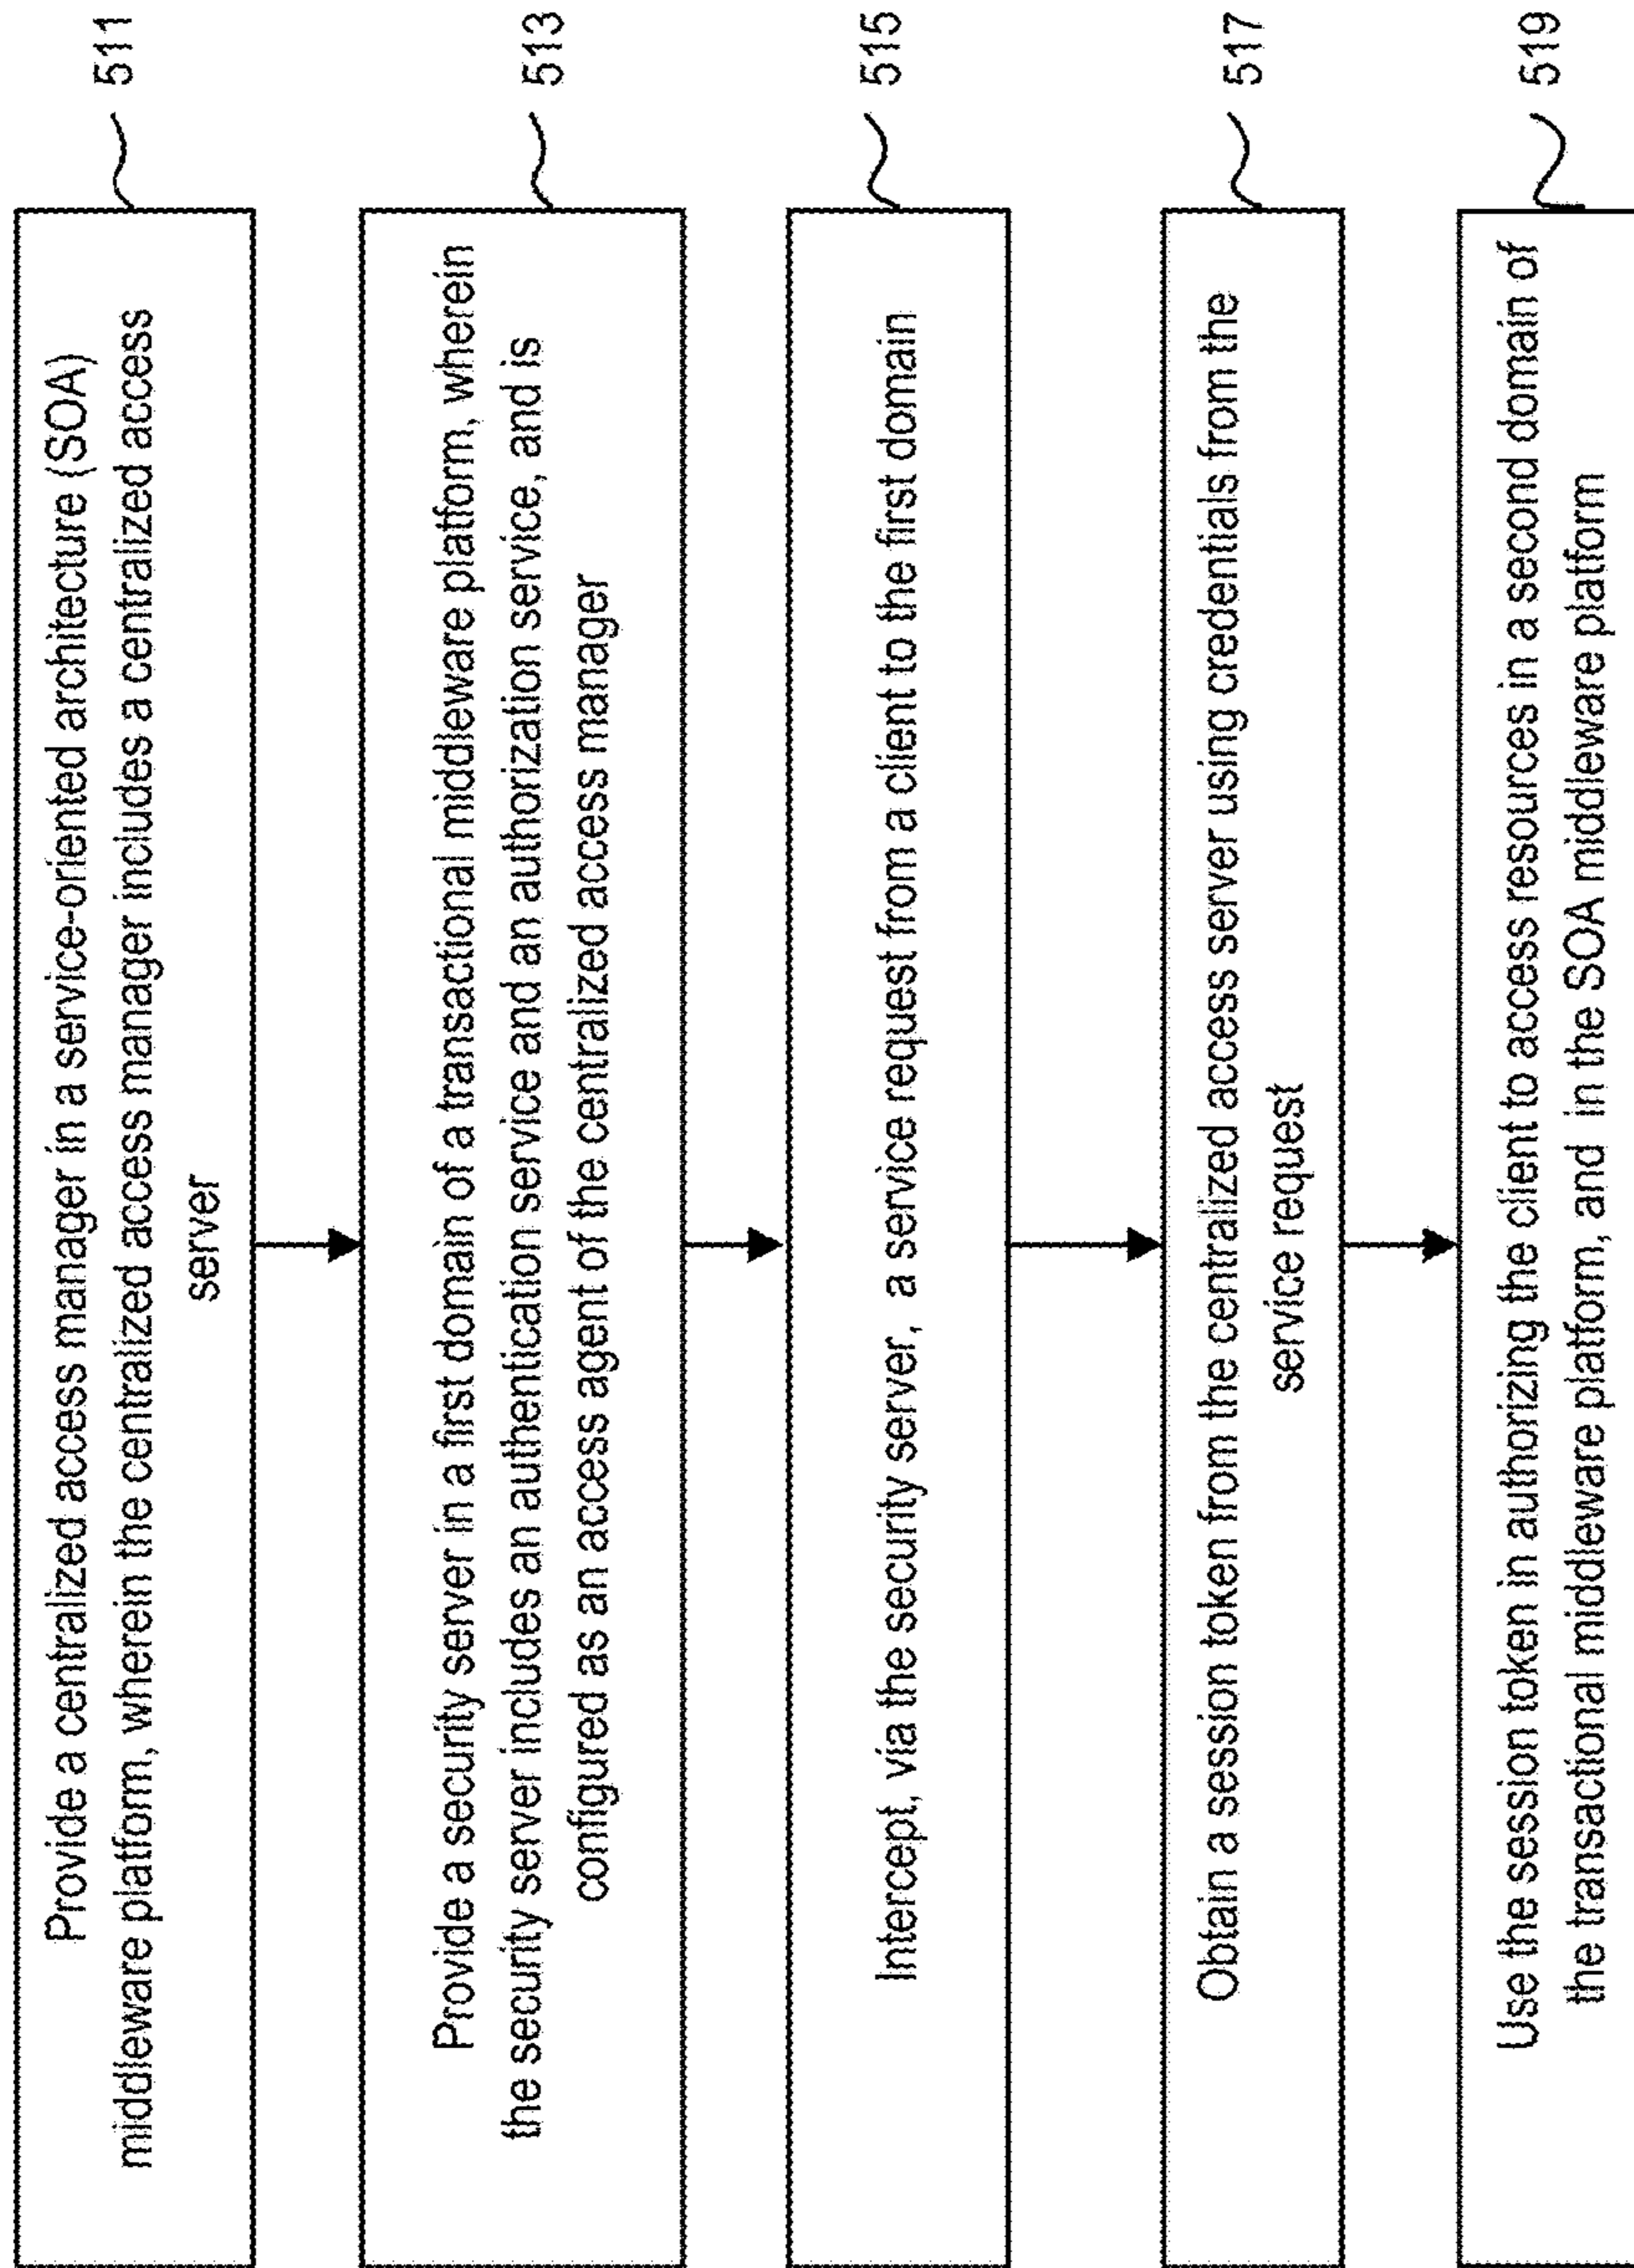 Provide a centralized access manager in a service-oriented architecture (SOA)
middleware platform, wherein the centralized access manager includes a centralized access
server
511
Provide a security server in a first domain of a transactional middleware platform, wherein
the security server includes an authentication service and an authorization service, and is
configured as an access agent of the centralized access manager
513
Intercept, via the security server, a service request from a client to the first domain
515
Obtain a session token from the centralized access server using credentials from the
service request
517
Use the session token in authorizing the client to access resources in a second domain of
the transactional middleware platform, and in the SOA middleware platform
519